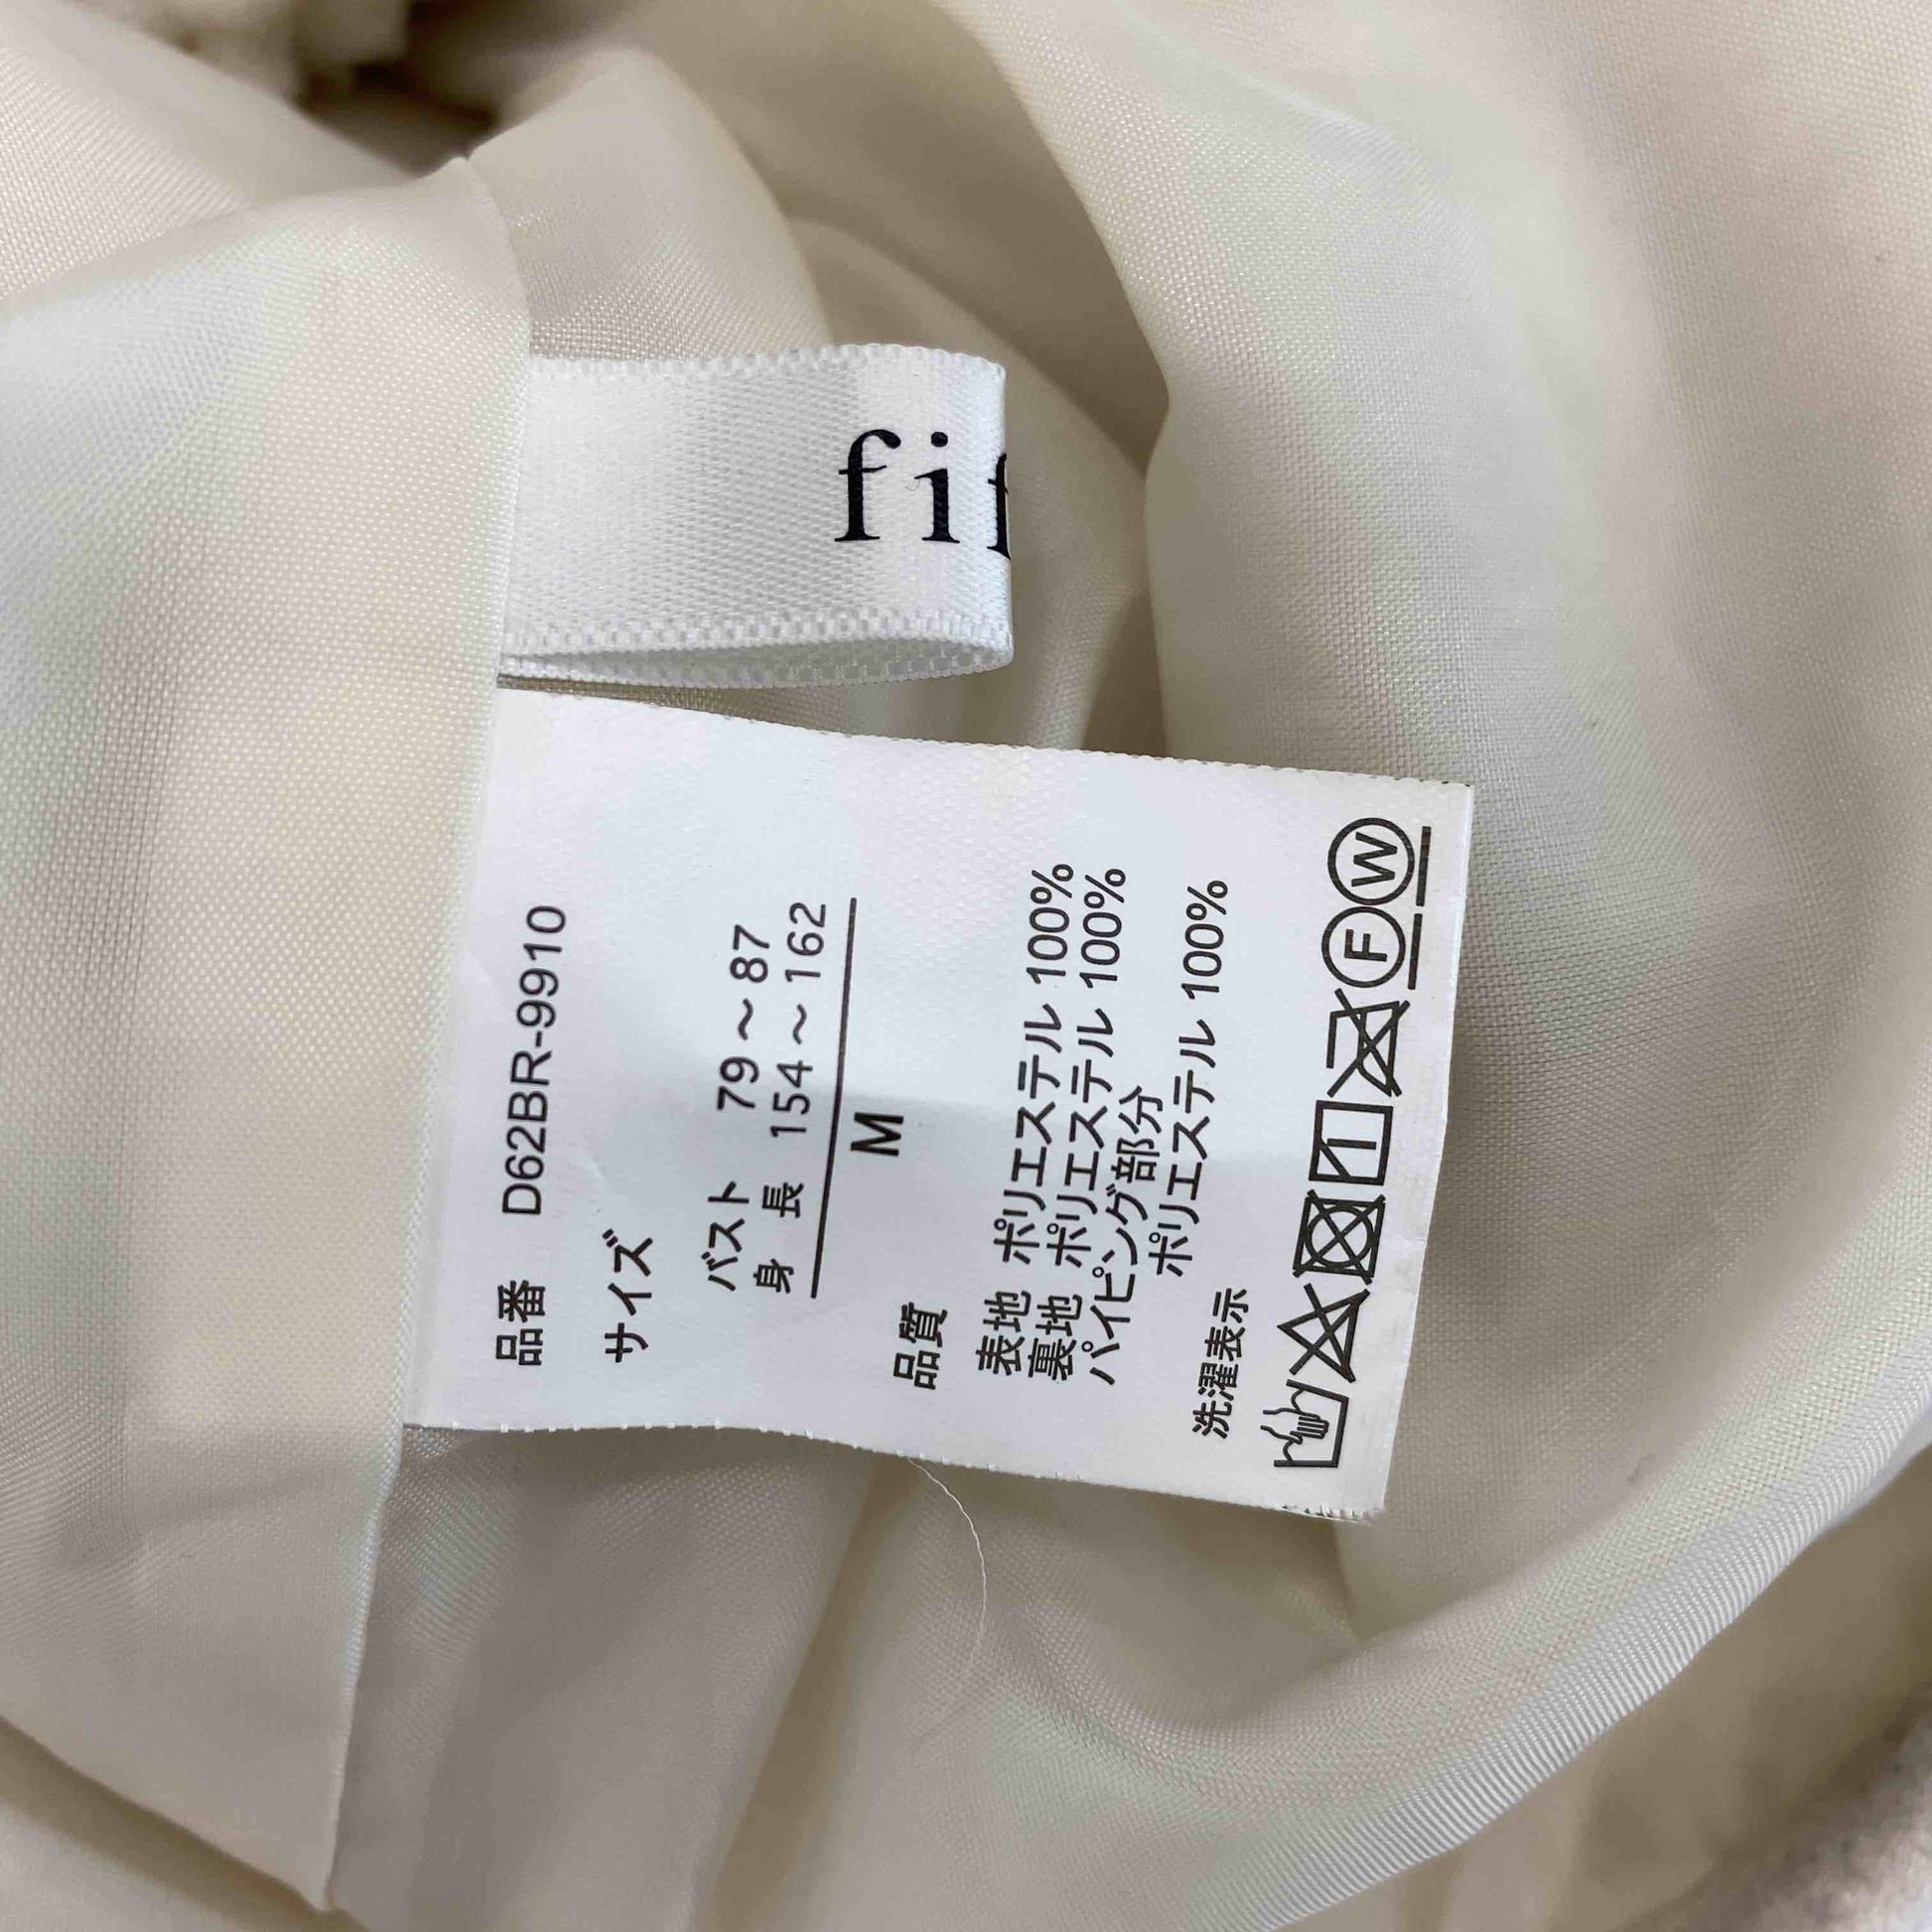 fif
品番 D62BR-9910
サイズ
バスト 79～87
身長 154～162
M
品質
表地 ポリエステル 100%
裏地 ポリエステル 100%
パイピング部分
ポリエステル 100%
洗濯表示
F W